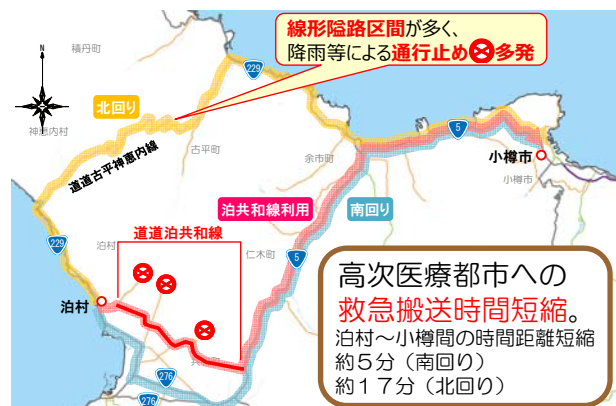 線形隘路区間が多く、
降雨等による通行止め多発
N
積丹町
229
北回り
神恵内村
道道古平神恵内線
古平町
余市町
5
小樽市
小樽市
泊共和線利用
南回り
道道泊共和線
229
泊村
仁木町
5
泊村
共和町
276
276
高次医療都市への
救急搬送時間短縮。
泊村～小樽間の時間距離短縮
約5分（南回り）
約17分（北回り）